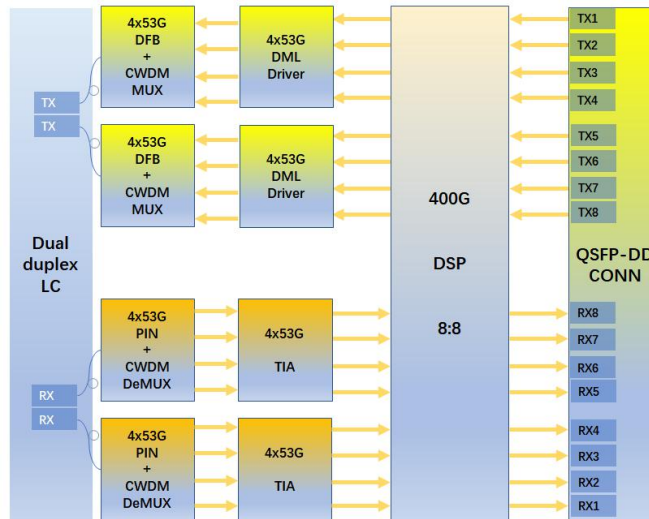 TX
TX
Dual
duplex
LC
RX
RX
4x53G
DFB
+
CWDM
MUX
4x53G
DML
Driver
4x53G
DFB
+
CWDM
MUX
4x53G
DML
Driver
4x53G
PIN
+
CWDM
DeMUX
4x53G
TIA
4x53G
PIN
+
CWDM
DeMUX
4x53G
TIA
400G
DSP
8:8
TX1
TX2
TX3
TX4
TX5
TX6
TX7
TX8
QSFP-DD
CONN
RX8
RX7
RX6
RX5
RX4
RX3
RX2
RX1